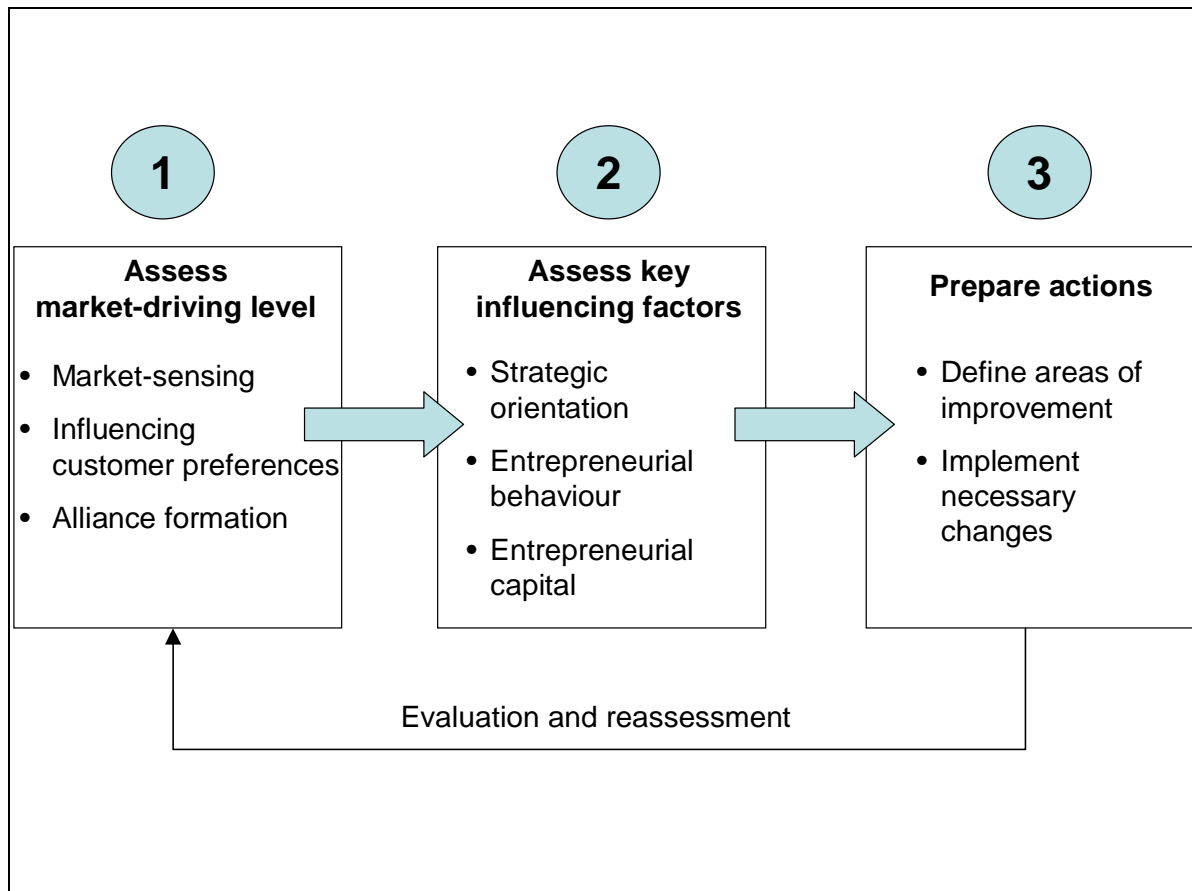 1
Assess
market-driving level
• Market-sensing
• Influencing
customer preferences
• Alliance formation
2
Assess key
influencing factors
• Strategic
orientation
• Entrepreneurial
behaviour
• Entrepreneurial
capital
3
Prepare actions
• Define areas of
improvement
• Implement
necessary
changes
Evaluation and reassessment